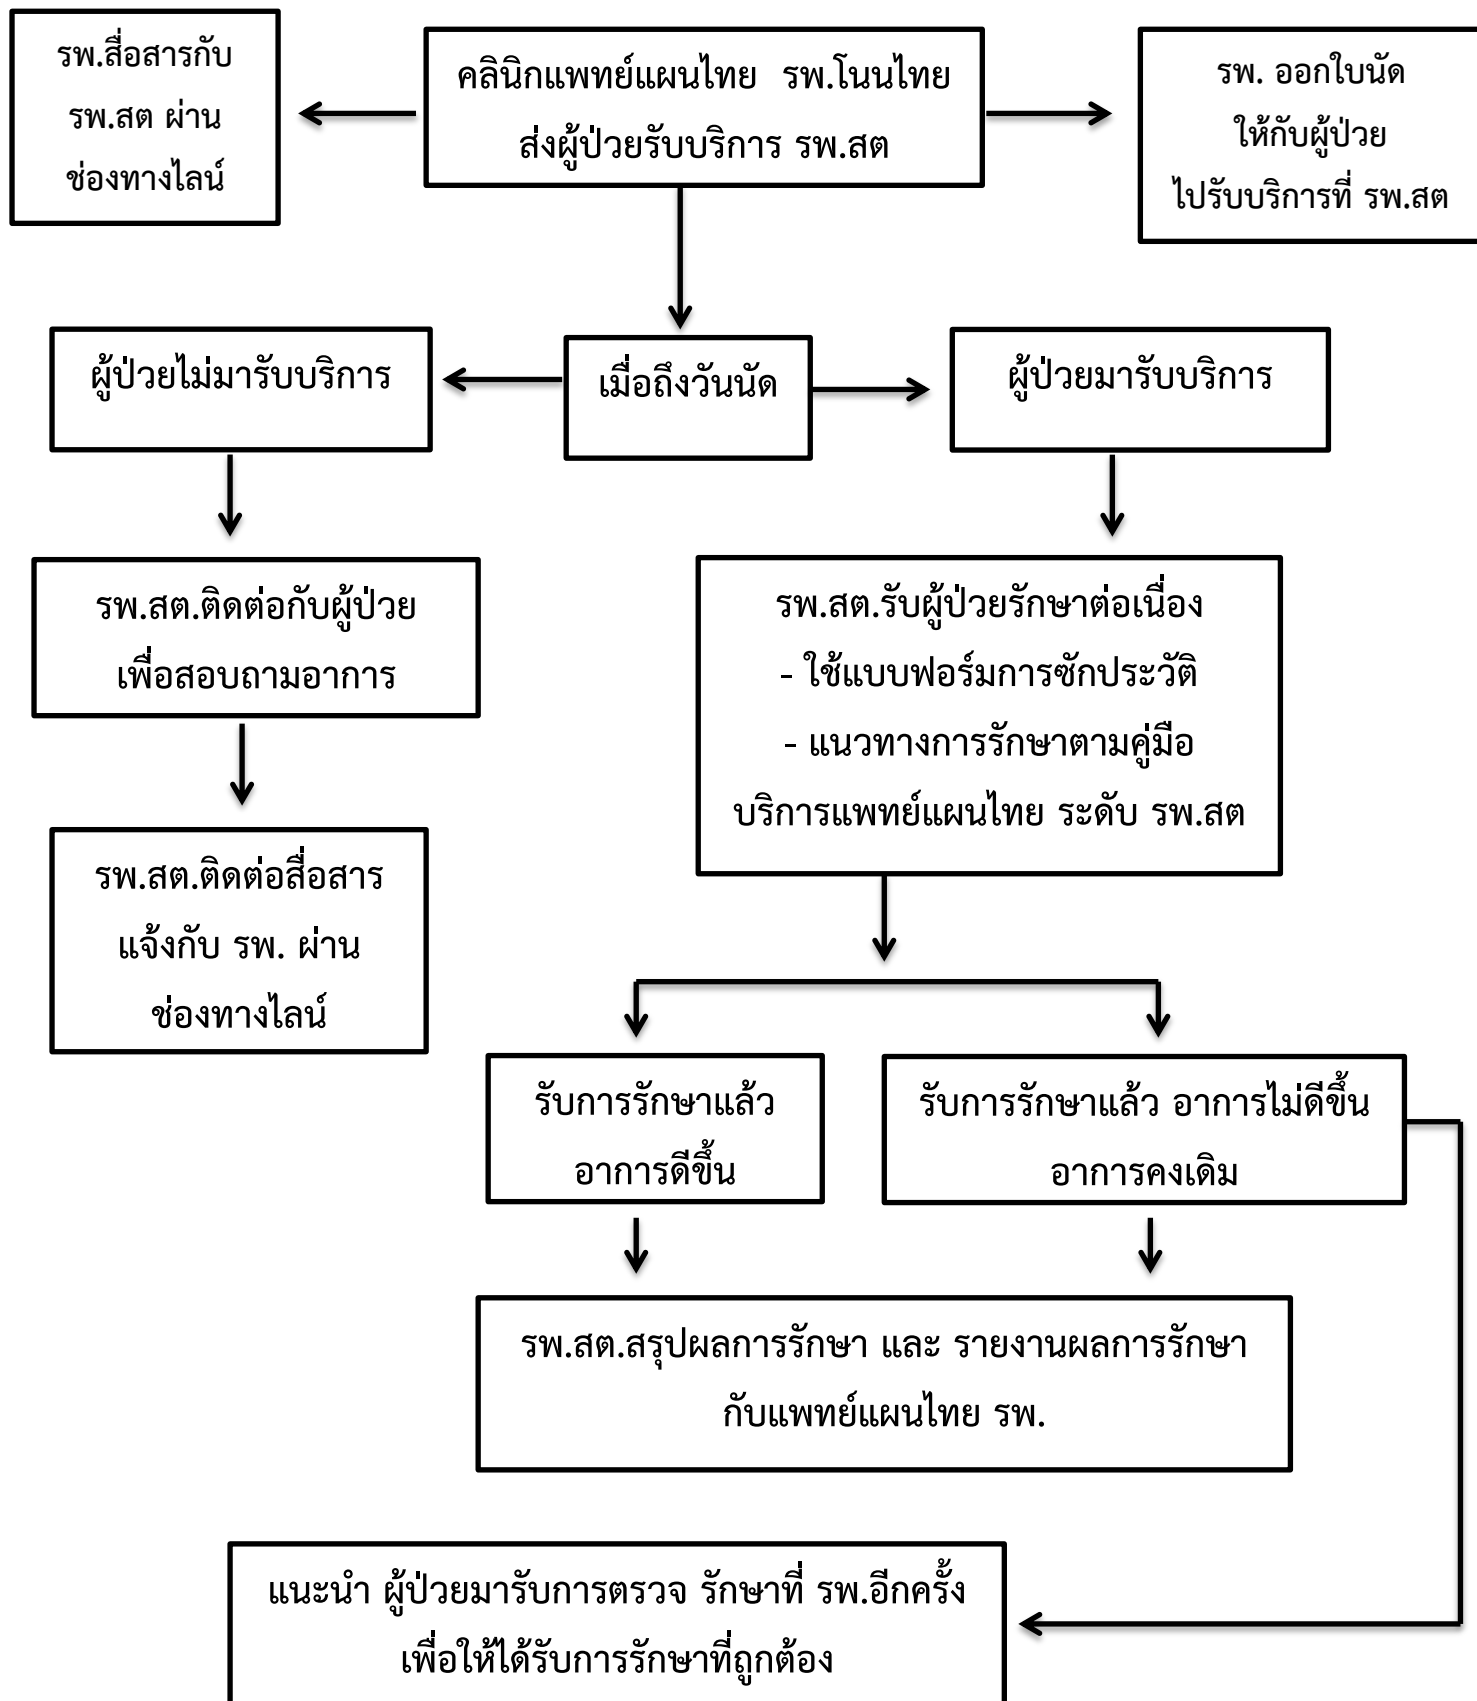 รพ.สื่อสารกับ
รพ.สต ผ่าน
ช่องทางไลน์
คลินิกแพทย์แผนไทย รพ.โนนไทย
ส่งผู้ป่วยรับบริการ รพ.สต
รพ. ออกใบนัด
ให้กับผู้ป่วย
ไปรับบริการที่ รพ.สต
ผู้ป่วยไม่มารับบริการ
เมื่อถึงวันนัด
ผู้ป่วยมารับบริการ
รพ.สต.ติดต่อกับผู้ป่วย
เพื่อสอบถามอาการ
รพ.สต.รับผู้ป่วยรักษาต่อเนื่อง
- ใช้แบบฟอร์มการซักประวัติ
- แนวทางการรักษาตามคู่มือ
บริการแพทย์แผนไทย ระดับ รพ.สต
รพ.สต.ติดต่อสื่อสาร
แจ้งกับ รพ. ผ่าน
ช่องทางไลน์
รับการรักษาแล้ว
อาการดีขึ้น
รับการรักษาแล้ว อาการไม่ดีขึ้น
อาการคงเดิม
รพ.สต.สรุปผลการรักษา และ รายงานผลการรักษา
กับแพทย์แผนไทย รพ.
แนะนำ ผู้ป่วยมารับการตรวจ รักษาที่ รพ.อีกครั้ง
เพื่อให้ได้รับการรักษาที่ถูกต้อง